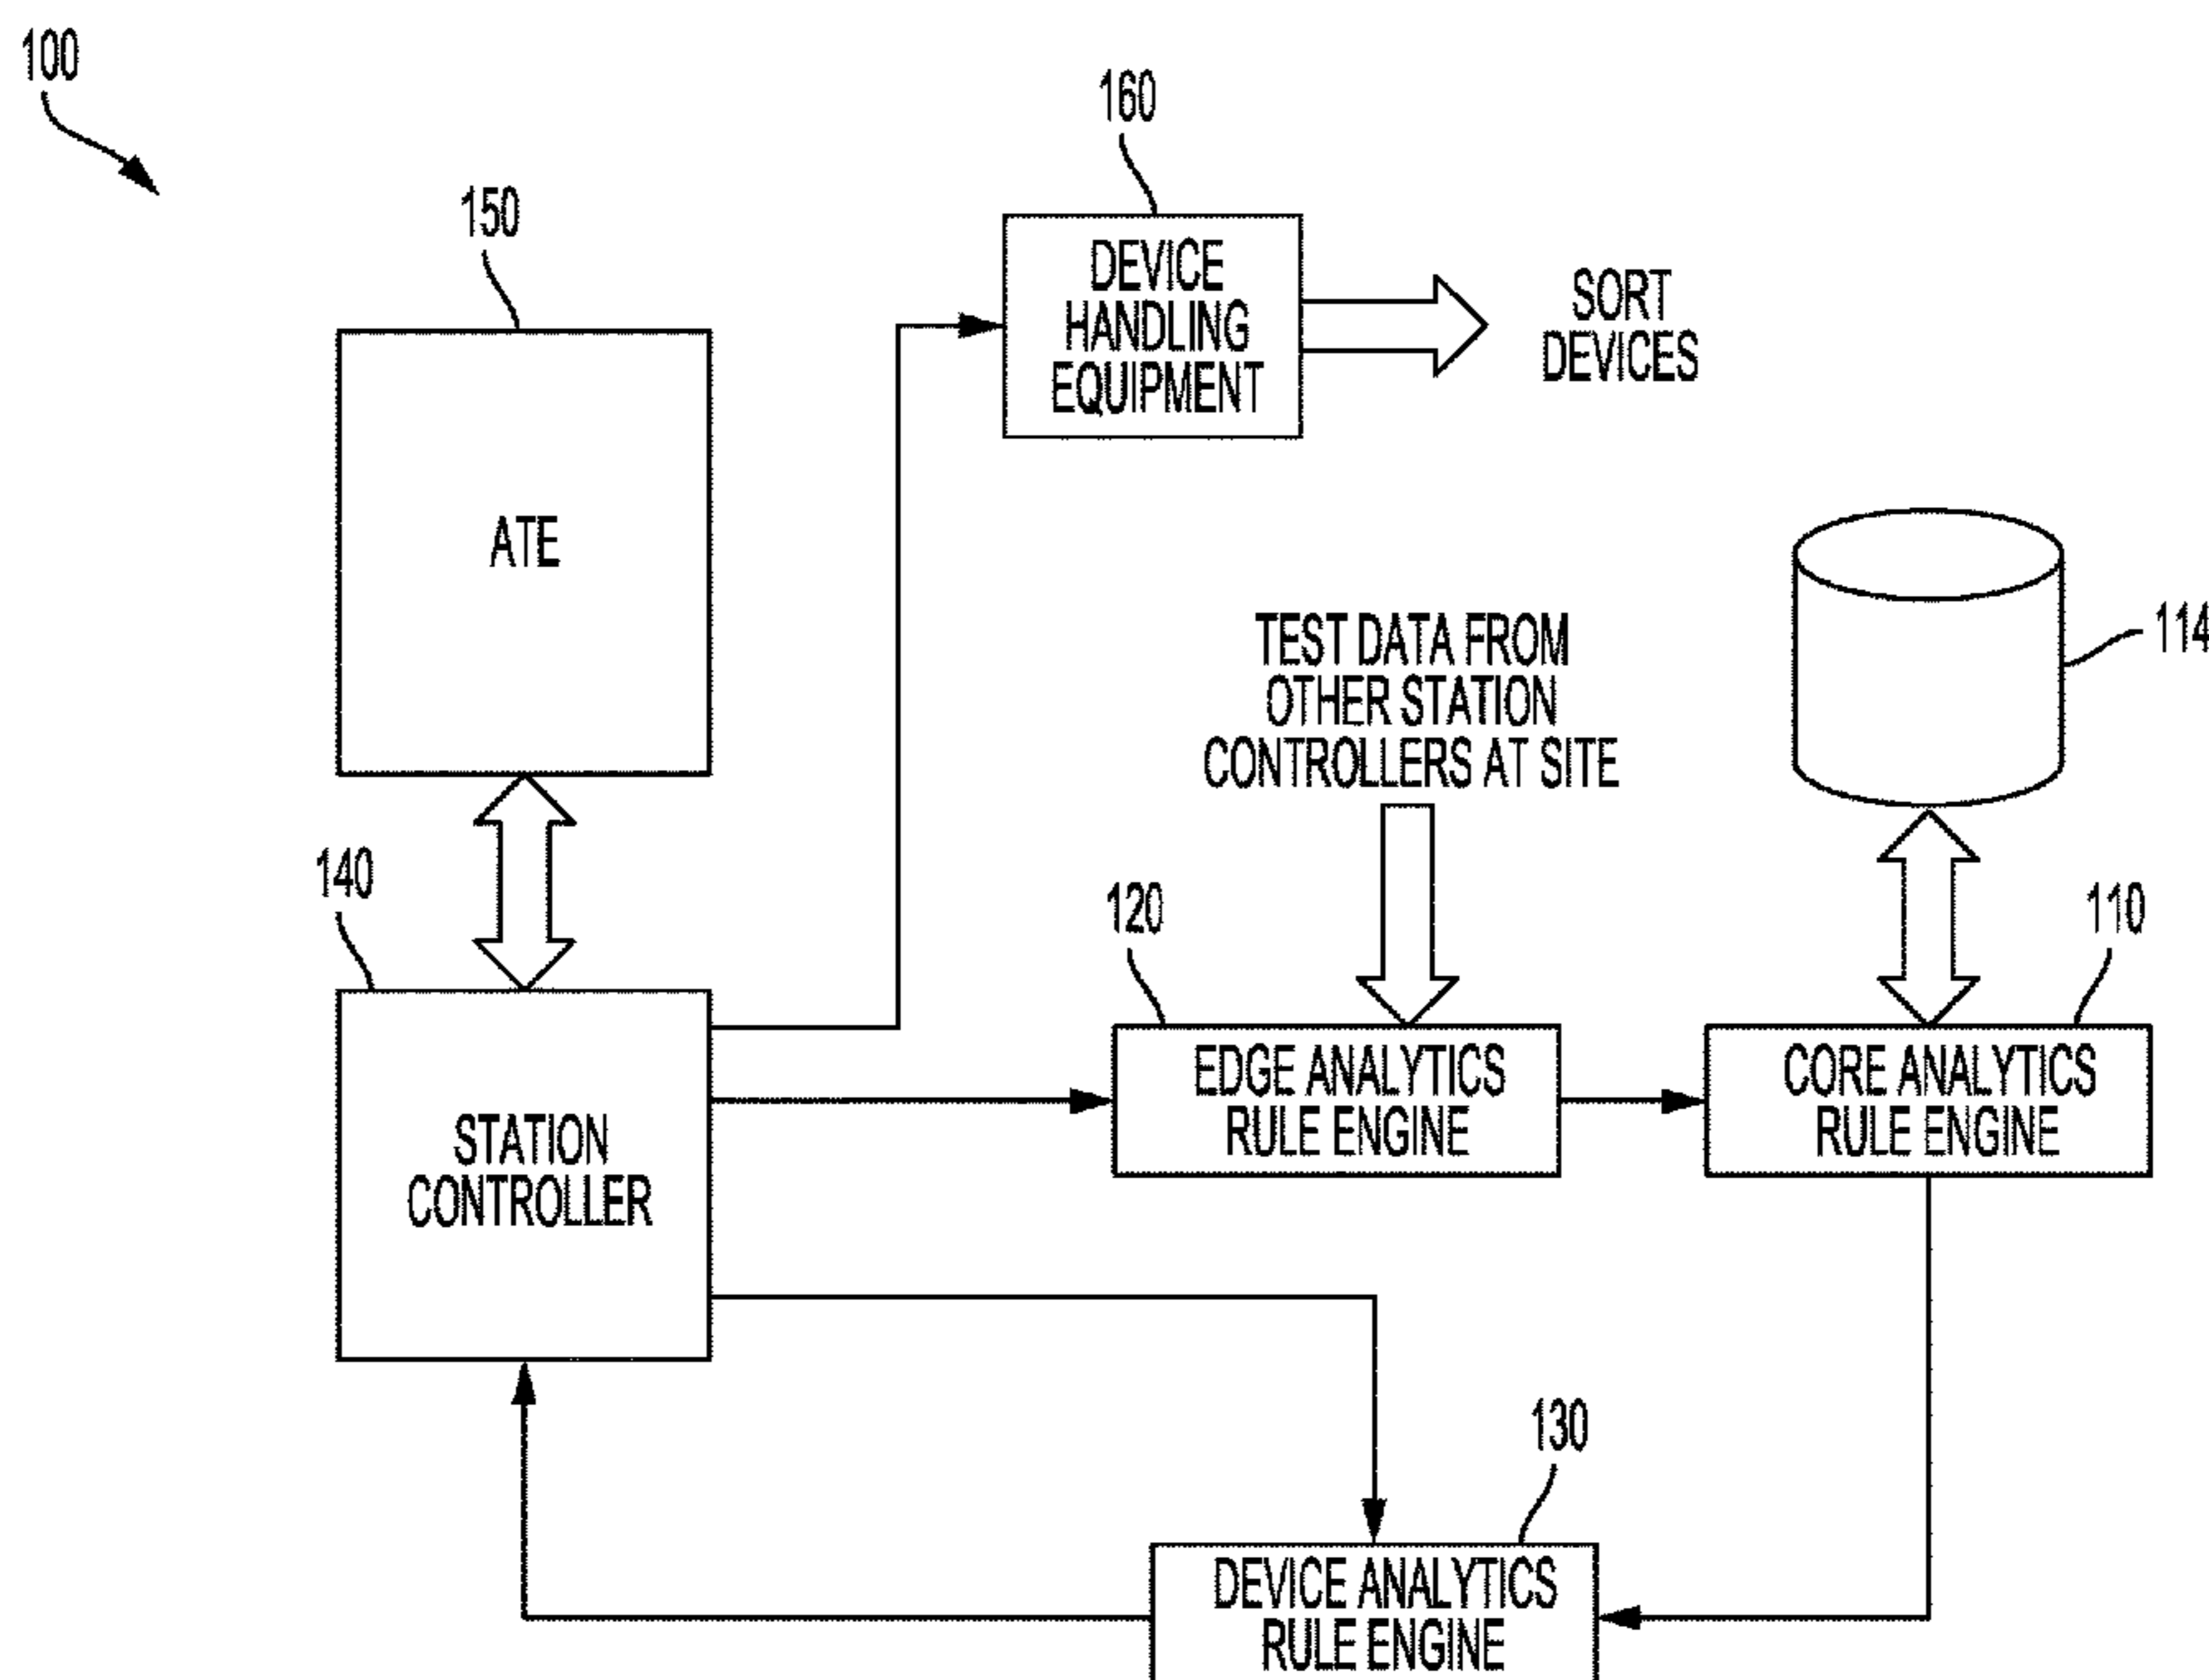 100
160
150
DEVICE
HANDLING
EQUIPMENT
SORT
DEVICES
ATE
TEST DATA FROM
OTHER STATION
CONTROLLERS AT SITE
114
140
120
110
EDGE ANALYTICS
RULE ENGINE
CORE ANALYTICS
RULE ENGINE
STATION
CONTROLLER
130
DEVICE ANALYTICS
RULE ENGINE